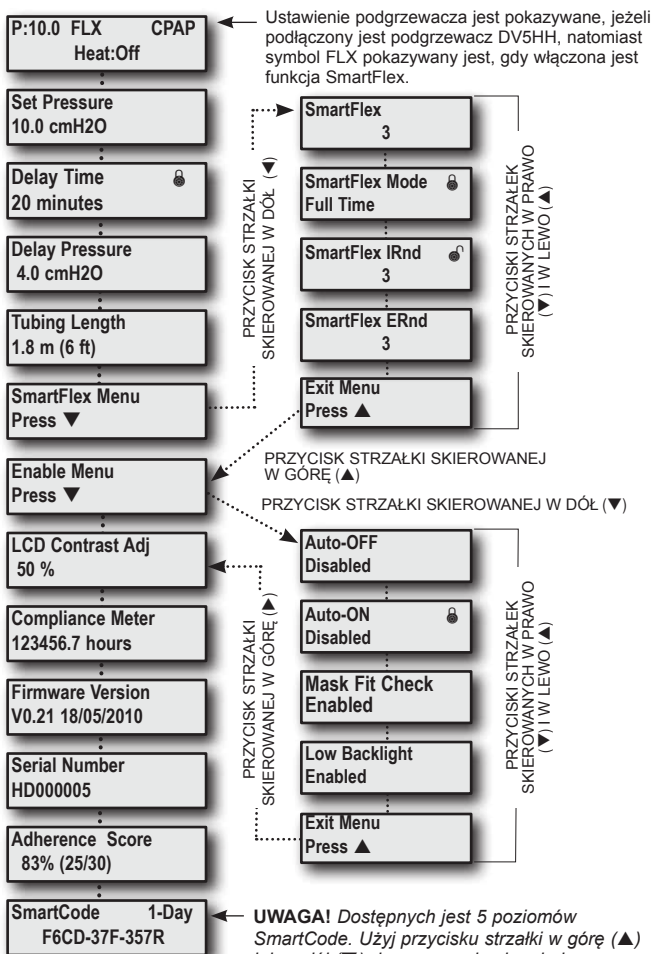 P:10.0 FLX CPAP
Heat:Off
Ustawienie podgrzewacza jest pokazywane, jeżeli
podłączony jest podgrzewacz DV5HH, natomiast
symbol FLX pokazywany jest, gdy włączona jest
funkcja SmartFlex.
Set Pressure
10.0 cmH2O
Delay Time
20 minutes
Delay Pressure
4.0 cmH2O
Tubing Length
1.8 m (6 ft)
SmartFlex Menu
Press ▼
PRZYCISK STRZAŁKI
SKIEROWANEJ W DÓŁ (▼)
SmartFlex
3
SmartFlex Mode
Full Time
SmartFlex IRnd
3
SmartFlex ERnd
3
Exit Menu
Press ▲
PRZYCISKI STRZAŁEK
SKIEROWANYCH W PRAWO
(▼) I W LEWO (▲)
PRZYCISK STRZAŁKI SKIEROWANEJ
W GÓRĘ (▲)
Enable Menu
Press ▼
PRZYCISK STRZAŁKI SKIEROWANEJ W DÓŁ (▼)
LCD Contrast Adj
50 %
Compliance Meter
123456.7 hours
Firmware Version
V0.21 18/05/2010
Serial Number
HD000005
Adherence Score
83% (25/30)
PRZYCISK STRZAŁKI
SKIEROWANEJ W GÓRĘ (▲)
Auto-OFF
Disabled
Auto-ON
Disabled
Mask Fit Check
Enabled
Low Backlight
Enabled
Exit Menu
Press ▲
PRZYCISKI STRZAŁEK
SKIEROWANYCH W PRAWO
(▼) I W LEWO (▲)
SmartCode 1-Day
F6CD-37F-357R
UWAGA! Dostępnych jest 5 poziomów
SmartCode. Użyj przycisku strzałki w górę (▲)